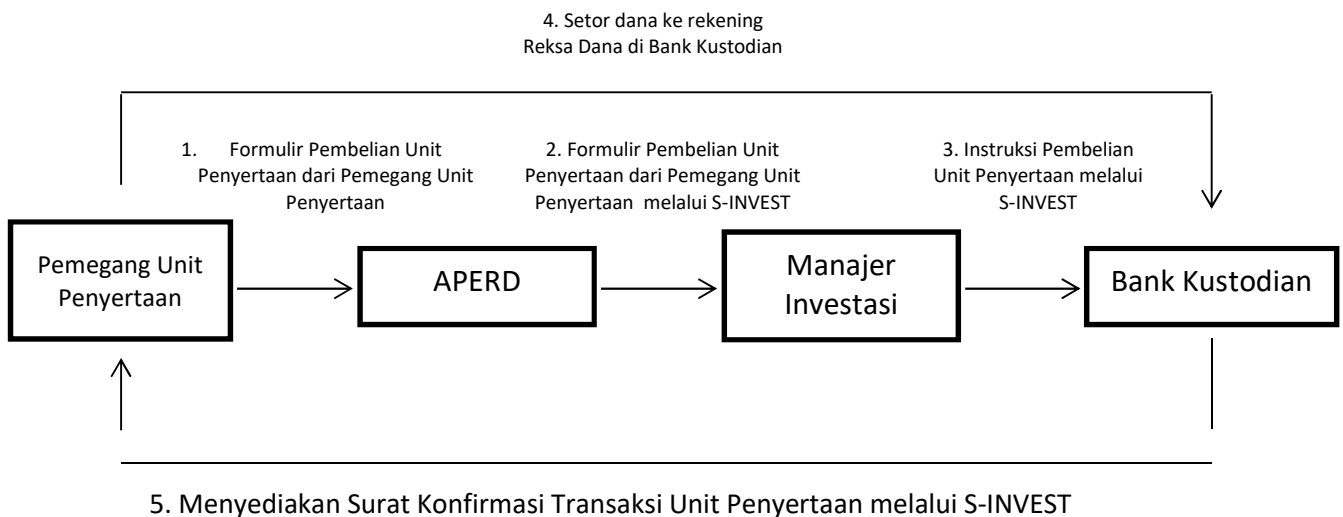 4. Setor dana ke rekening
Reksa Dana di Bank Kustodian
1. Formulir Pembelian Unit
Penyertaan dari Pemegang Unit
Penyertaan
2. Formulir Pembelian Unit
Penyertaan dari Pemegang Unit
Penyertaan melalui S-INVEST
3. Instruksi Pembelian
Unit Penyertaan melalui
S-INVEST
Pemegang Unit
Penyertaan
APERD
Manajer
Investasi
Bank Kustodian
5. Menyediakan Surat Konfirmasi Transaksi Unit Penyertaan melalui S-INVEST